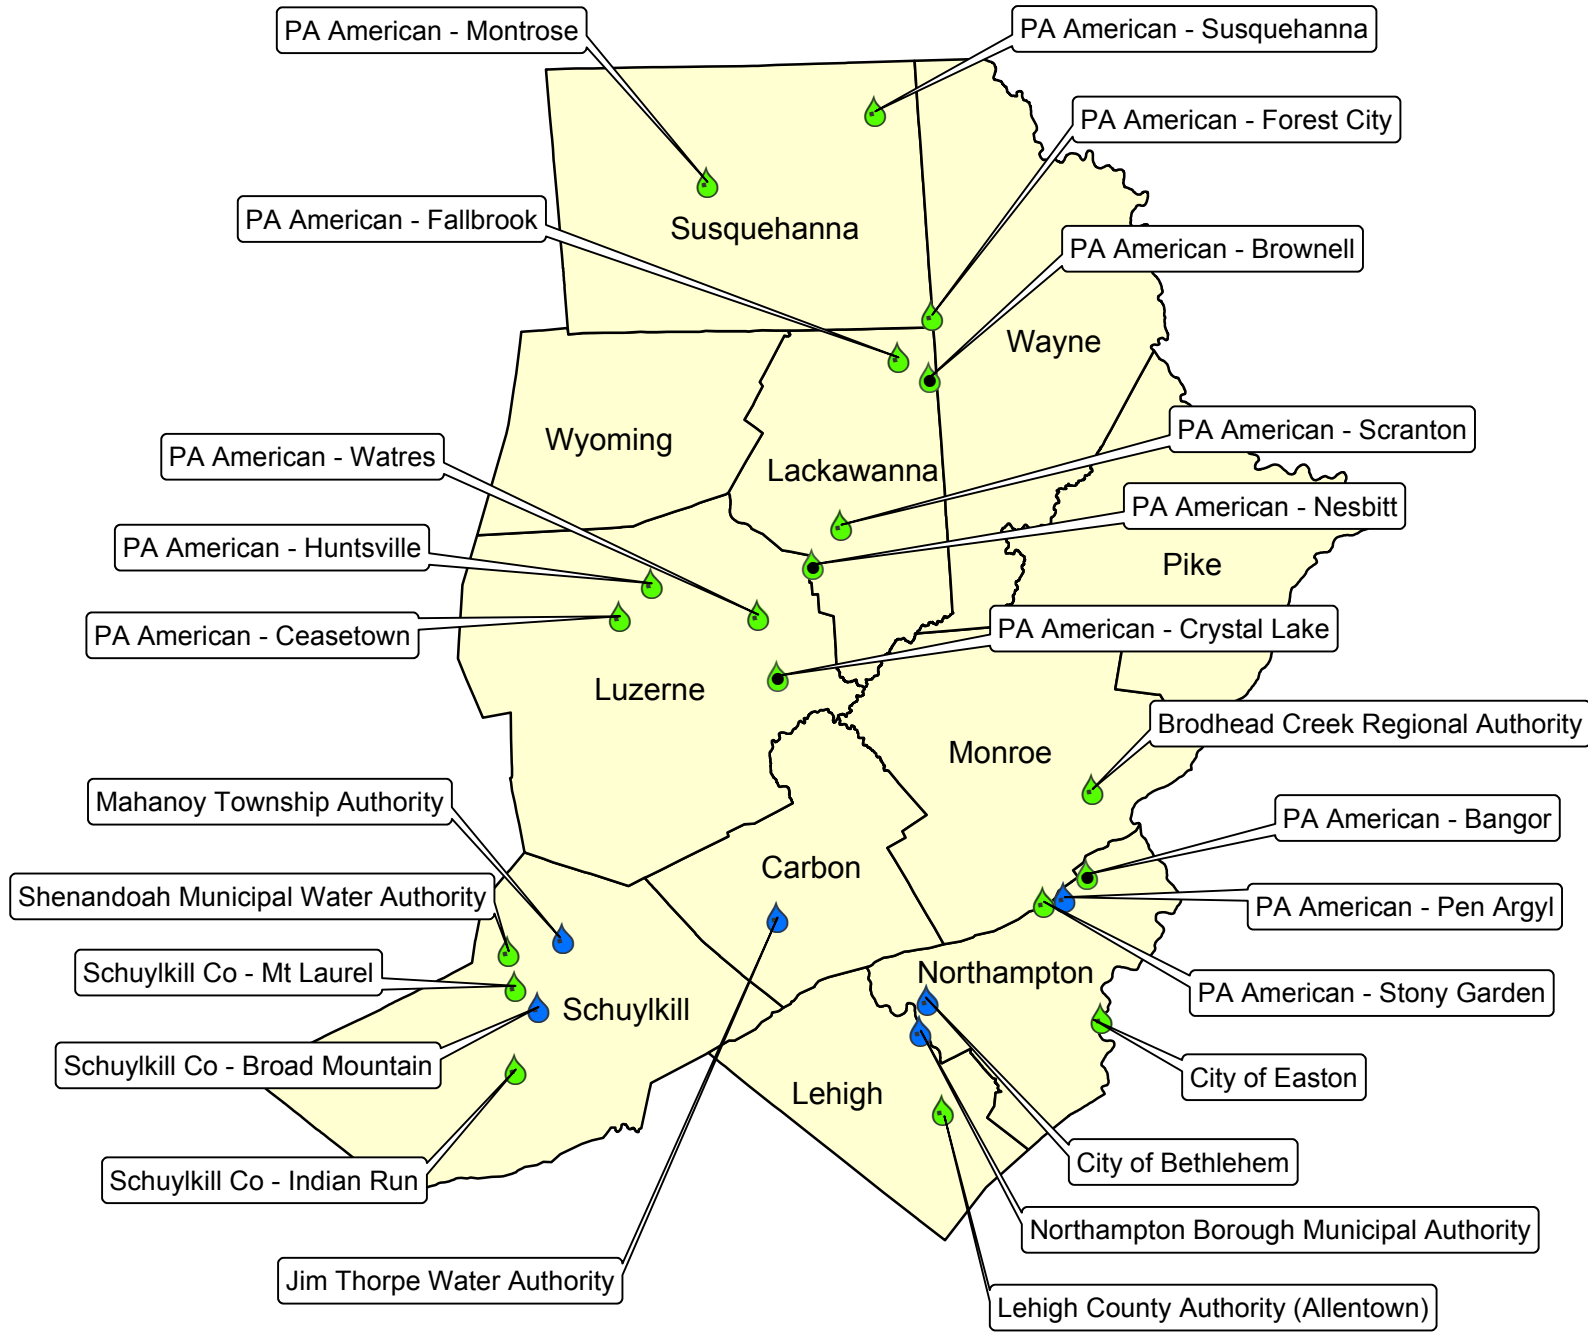 PA American - Montrose
PA American - Susquehanna
PA American - Forest City
PA American - Fallbrook
Susquehanna
PA American - Brownell
Wayne
PA American - Scranton
Wyoming
PA American - Watres
Lackawanna
PA American - Nesbitt
PA American - Huntsville
Pike
PA American - Ceasetown
PA American - Crystal Lake
Luzerne
Brodhead Creek Regional Authority
Monroe
Mahanoy Township Authority
PA American - Bangor
Carbon
Shenandoah Municipal Water Authority
PA American - Pen Argyl
Schuylkill Co - Mt Laurel
Northampton
PA American - Stony Garden
Schuylkill
Schuylkill Co - Broad Mountain
City of Easton
Lehigh
City of Bethlehem
Schuylkill Co - Indian Run
Northampton Borough Municipal Authority
Jim Thorpe Water Authority
Lehigh County Authority (Allentown)